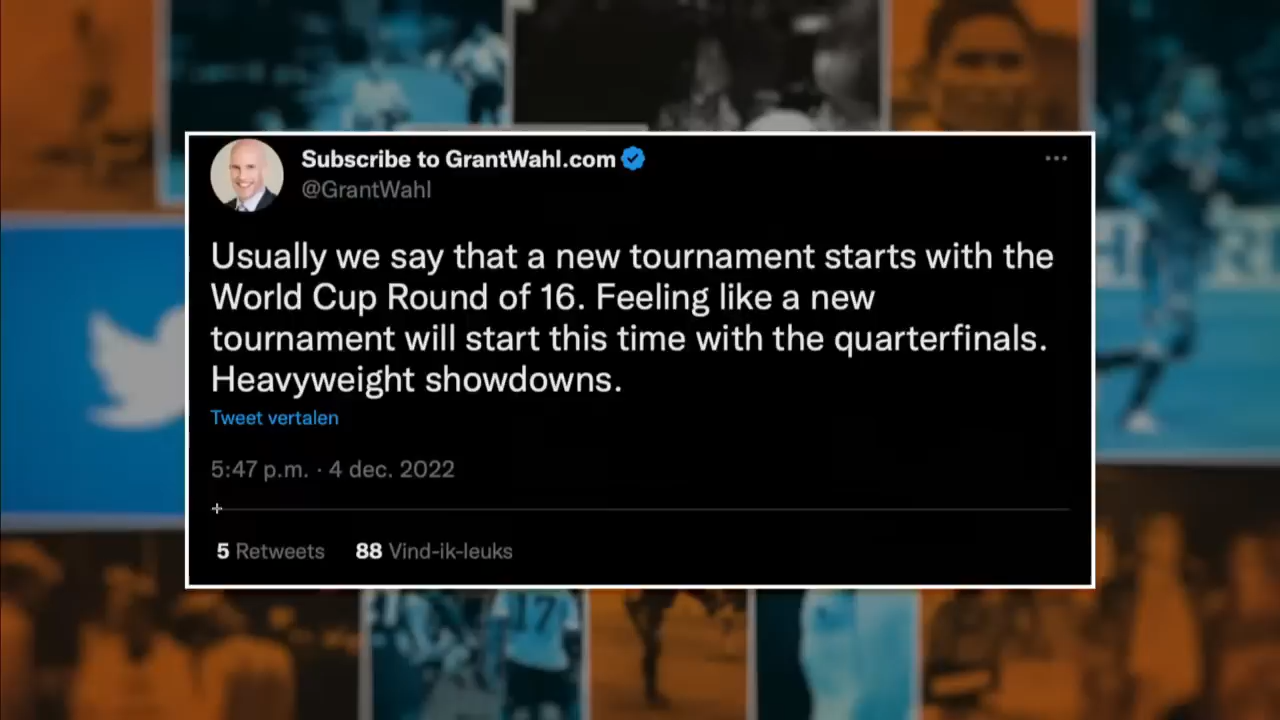 Subscribe to GrantWahl.com
@GrantWahl
Usually we say that a new tournament starts with the
World Cup Round of 16. Feeling like a new
tournament will start this time with the quarterfinals.
Heavyweight showdowns.
Tweet vertalen
5:47 p.m. · 4 dec. 2022
5 Retweets 88 Vind-ik-leuks
17